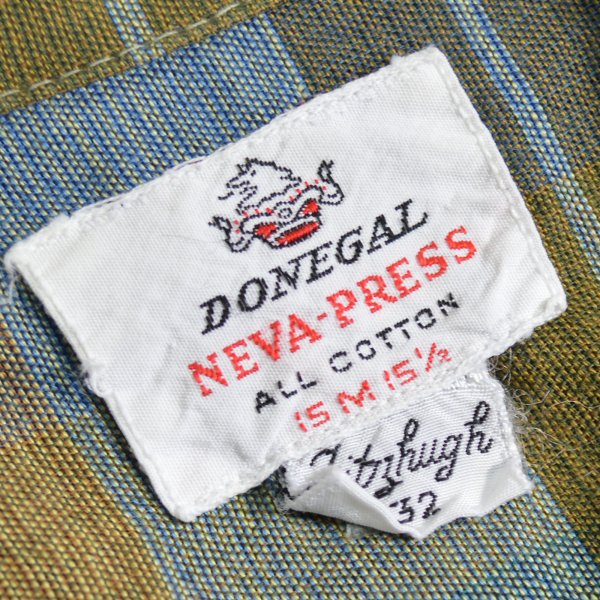 DONEGAL
NEVA-PRESS
ALL COTTON
15 M 15½
Fitzhugh
32